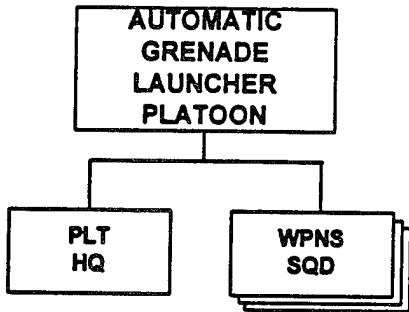 AUTOMATIC
GRENADE
LAUNCHER
PLATOON
PLT
HQ
WPNS
SQD